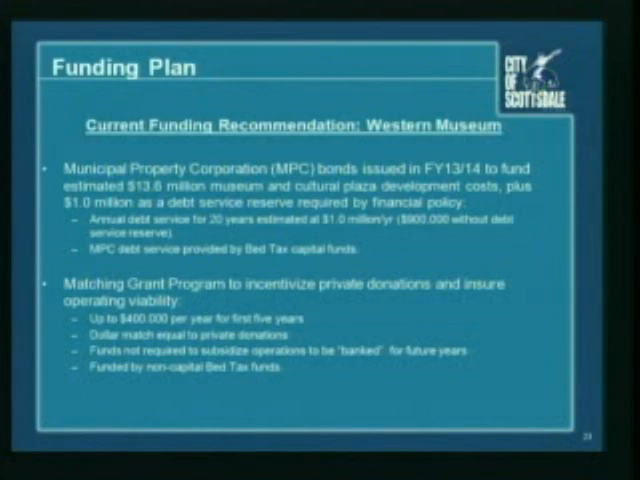 Funding Plan
CITY
OF
SCOTTSDALE
Current Funding Recommendation: Western Museum
• Municipal Property Corporation (MPC) bonds issued in FY13/14 to fund
estimated $13.6 million museum and cultural plaza development costs, plus
$1.0 million as a debt service reserve required by financial policy:
– Annual debt service for 20 years estimated at $1.0 million/yr ($900,000 without debt
service reserve).
– MPC debt service provided by Bed Tax capital funds.
• Matching Grant Program to incentivize private donations and insure
operating viability:
– Up to $400,000 per year for first five years
– Dollar match equal to private donations
– Funds not required to subsidize operations to be "banked" for future years
– Funded by non-capital Bed Tax funds.